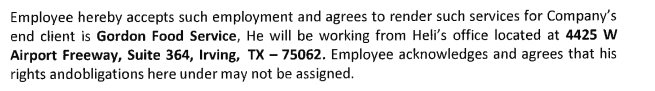 Employee hereby accepts such employment and agrees to render such services for Company's
end client is Gordon Food Service, He will be working from Heli's office located at 4425 W
Airport Freeway, Suite 364, Irving, TX – 75062. Employee acknowledges and agrees that his
rights andobligations here under may not be assigned.